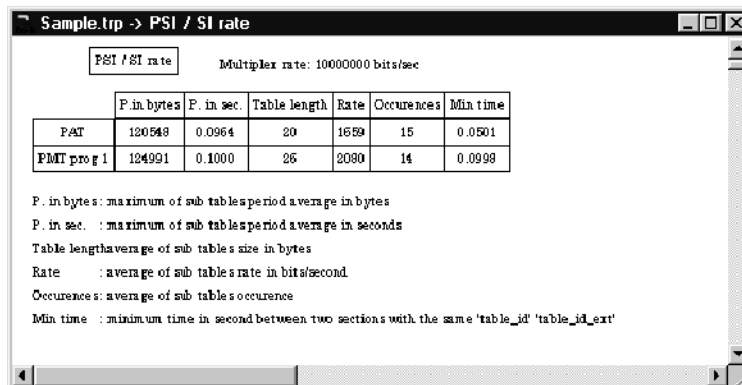 Sample.trp -> PSI / SI rate
PSI / SI rate
Multiplex rate: 10000000 bits/sec
P.in bytes P. in sec. Table length Rate Occurences Min time
PAT 120548 0.0964 20 1659 15 0.0501
PMT prog 1 124991 0.1000 26 2080 14 0.0998
P. in bytes : maximum of sub tables period average in bytes
P. in sec. : maximum of sub tables period average in seconds
Table lengthaverage of sub tables size in bytes
Rate : average of sub tables rate in bits/second
Occurences: average of sub tables occurence
Min time : minimum time in second between two sections with the same 'table_id' 'table_id_ext'